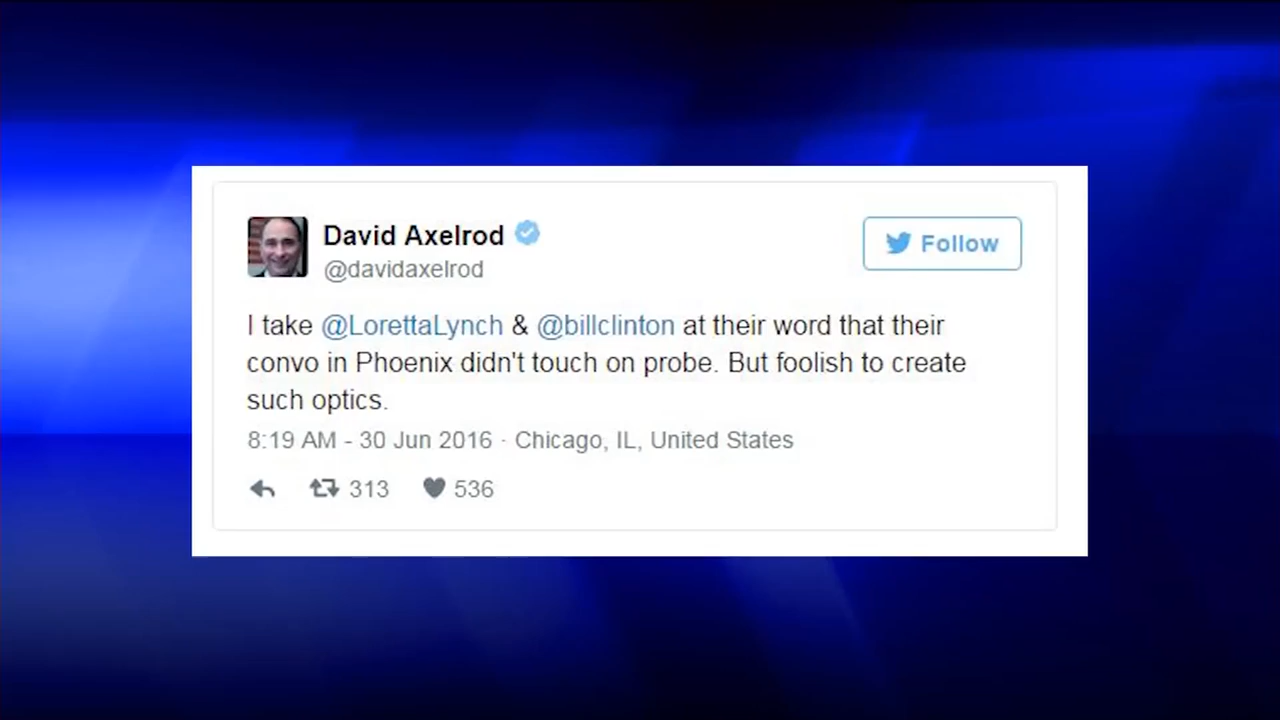 David Axelrod
@davidaxelrod
Follow
I take @LorettaLynch & @billclinton at their word that their
convo in Phoenix didn't touch on probe. But foolish to create
such optics.
8:19 AM - 30 Jun 2016 · Chicago, IL, United States
313 536